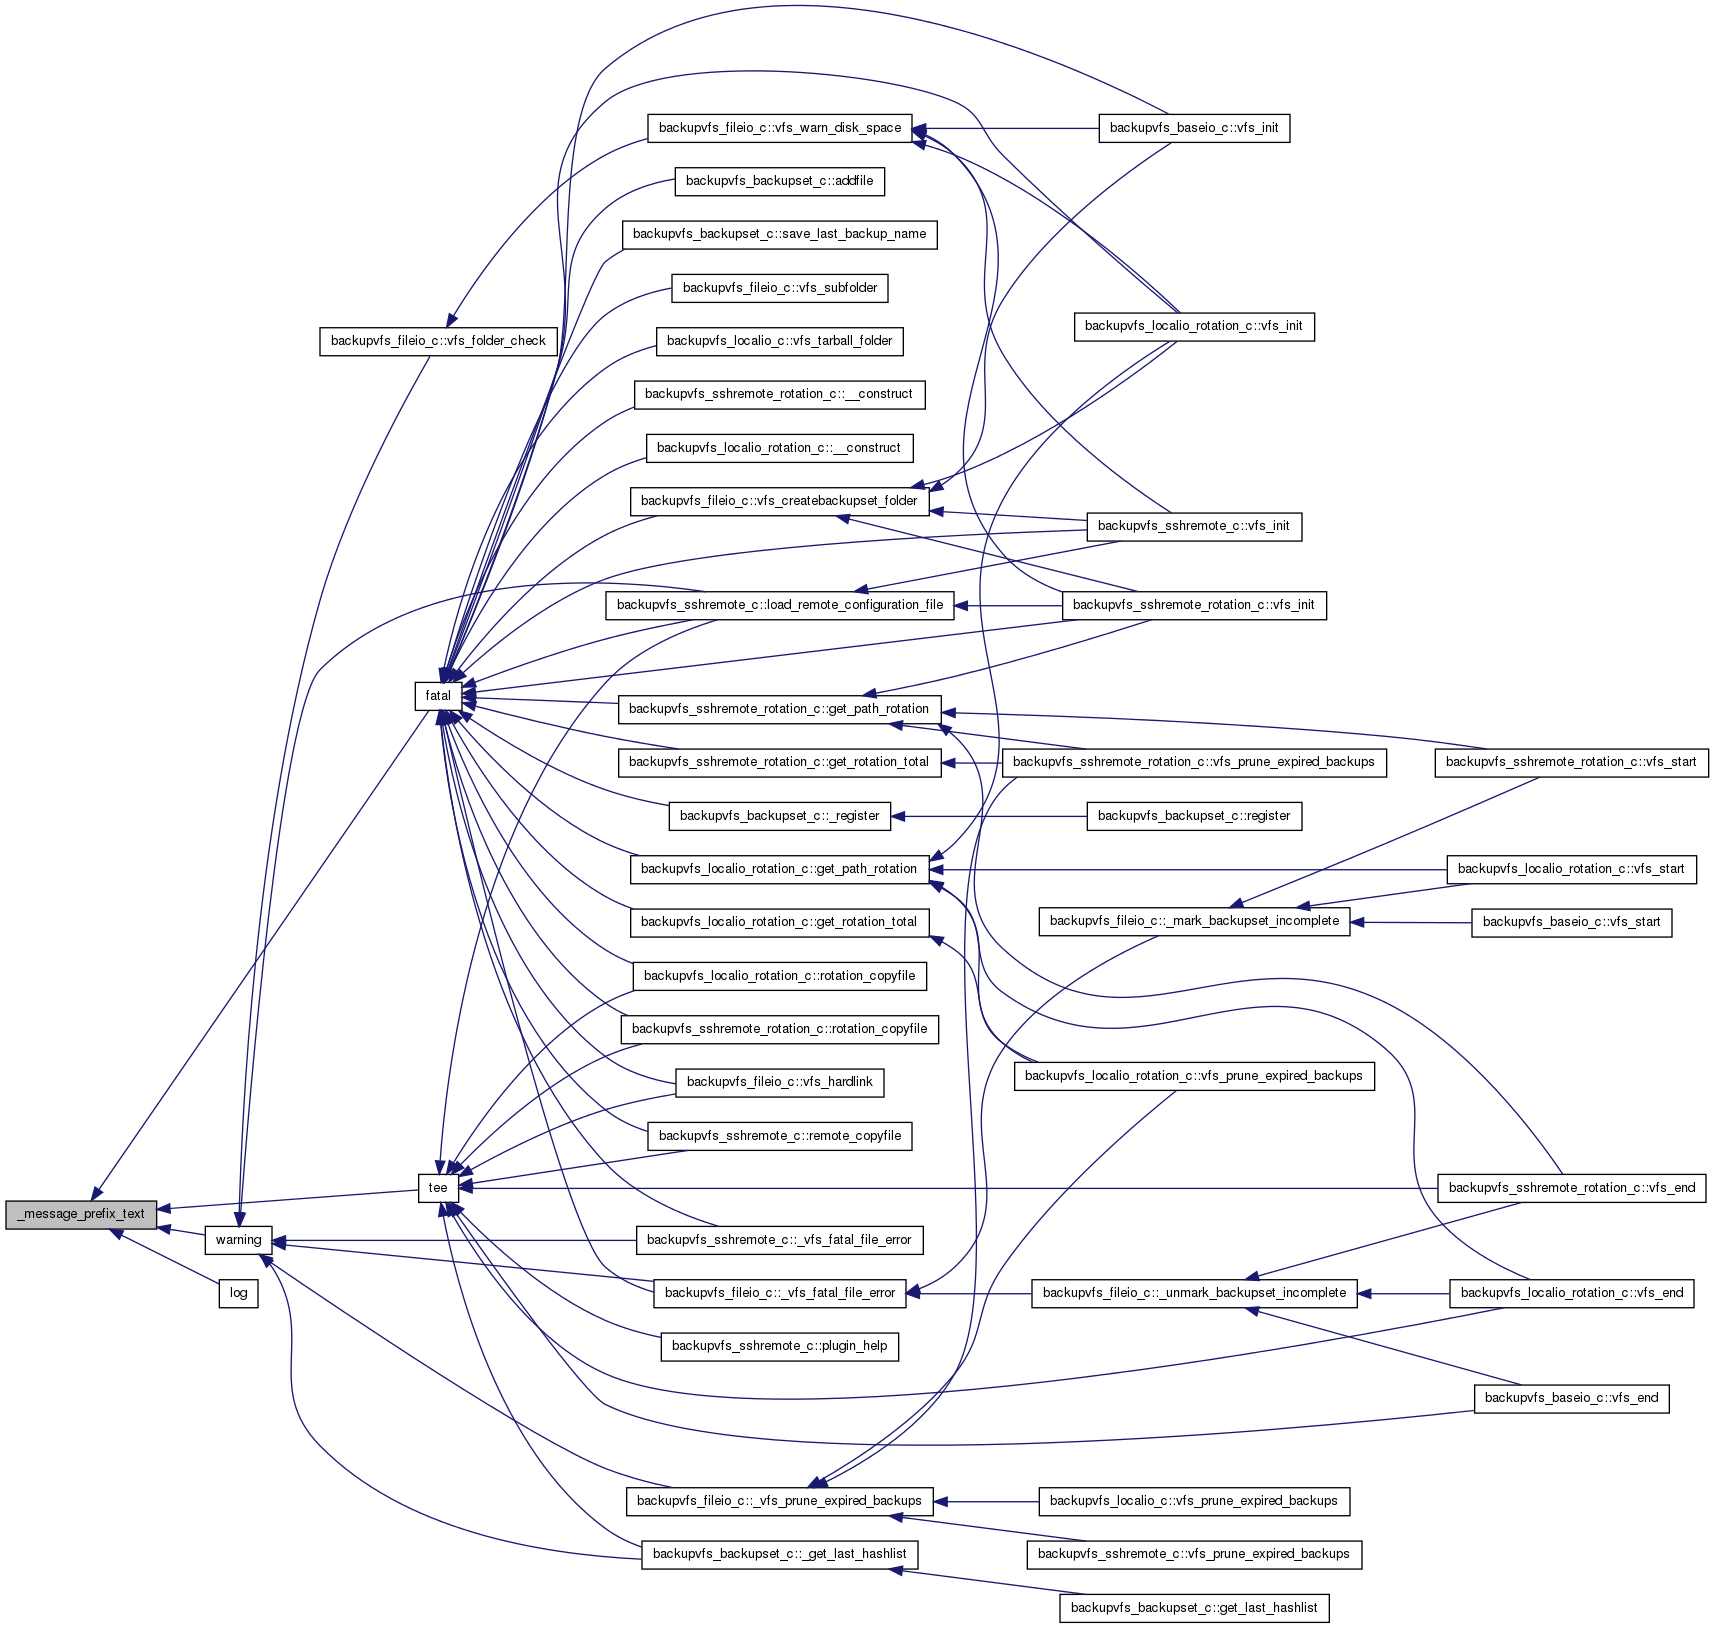 backupvfs_fileio_c::vfs_warn_disk_space
backupvfs_baseio_c::vfs_init
backupvfs_backupset_c::addfile
backupvfs_backupset_c::save_last_backup_name
backupvfs_fileio_c::vfs_subfolder
backupvfs_localio_rotation_c::vfs_init
backupvfs_fileio_c::vfs_folder_check
backupvfs_localio_c::vfs_tarball_folder
backupvfs_sshremote_rotation_c::__construct
backupvfs_localio_rotation_c::__construct
backupvfs_fileio_c::vfs_createbackupset_folder
backupvfs_sshremote_c::vfs_init
backupvfs_sshremote_c::load_remote_configuration_file
backupvfs_sshremote_rotation_c::vfs_init
fatal
backupvfs_sshremote_rotation_c::get_path_rotation
backupvfs_sshremote_rotation_c::get_rotation_total
backupvfs_sshremote_rotation_c::vfs_prune_expired_backups
backupvfs_sshremote_rotation_c::vfs_start
backupvfs_backupset_c::_register
backupvfs_backupset_c::register
backupvfs_localio_rotation_c::get_path_rotation
backupvfs_localio_rotation_c::vfs_start
backupvfs_localio_rotation_c::get_rotation_total
backupvfs_fileio_c::_mark_backupset_incomplete
backupvfs_baseio_c::vfs_start
backupvfs_localio_rotation_c::rotation_copyfile
backupvfs_sshremote_rotation_c::rotation_copyfile
backupvfs_fileio_c::vfs_hardlink
backupvfs_localio_rotation_c::vfs_prune_expired_backups
backupvfs_sshremote_c::remote_copyfile
tee
backupvfs_sshremote_rotation_c::vfs_end
_message_prefix_text
warning
backupvfs_sshremote_c::_vfs_fatal_file_error
log
backupvfs_fileio_c::_vfs_fatal_file_error
backupvfs_fileio_c::_unmark_backupset_incomplete
backupvfs_localio_rotation_c::vfs_end
backupvfs_sshremote_c::plugin_help
backupvfs_baseio_c::vfs_end
backupvfs_fileio_c::_vfs_prune_expired_backups
backupvfs_localio_c::vfs_prune_expired_backups
backupvfs_backupset_c::_get_last_hashlist
backupvfs_sshremote_c::vfs_prune_expired_backups
backupvfs_backupset_c::get_last_hashlist